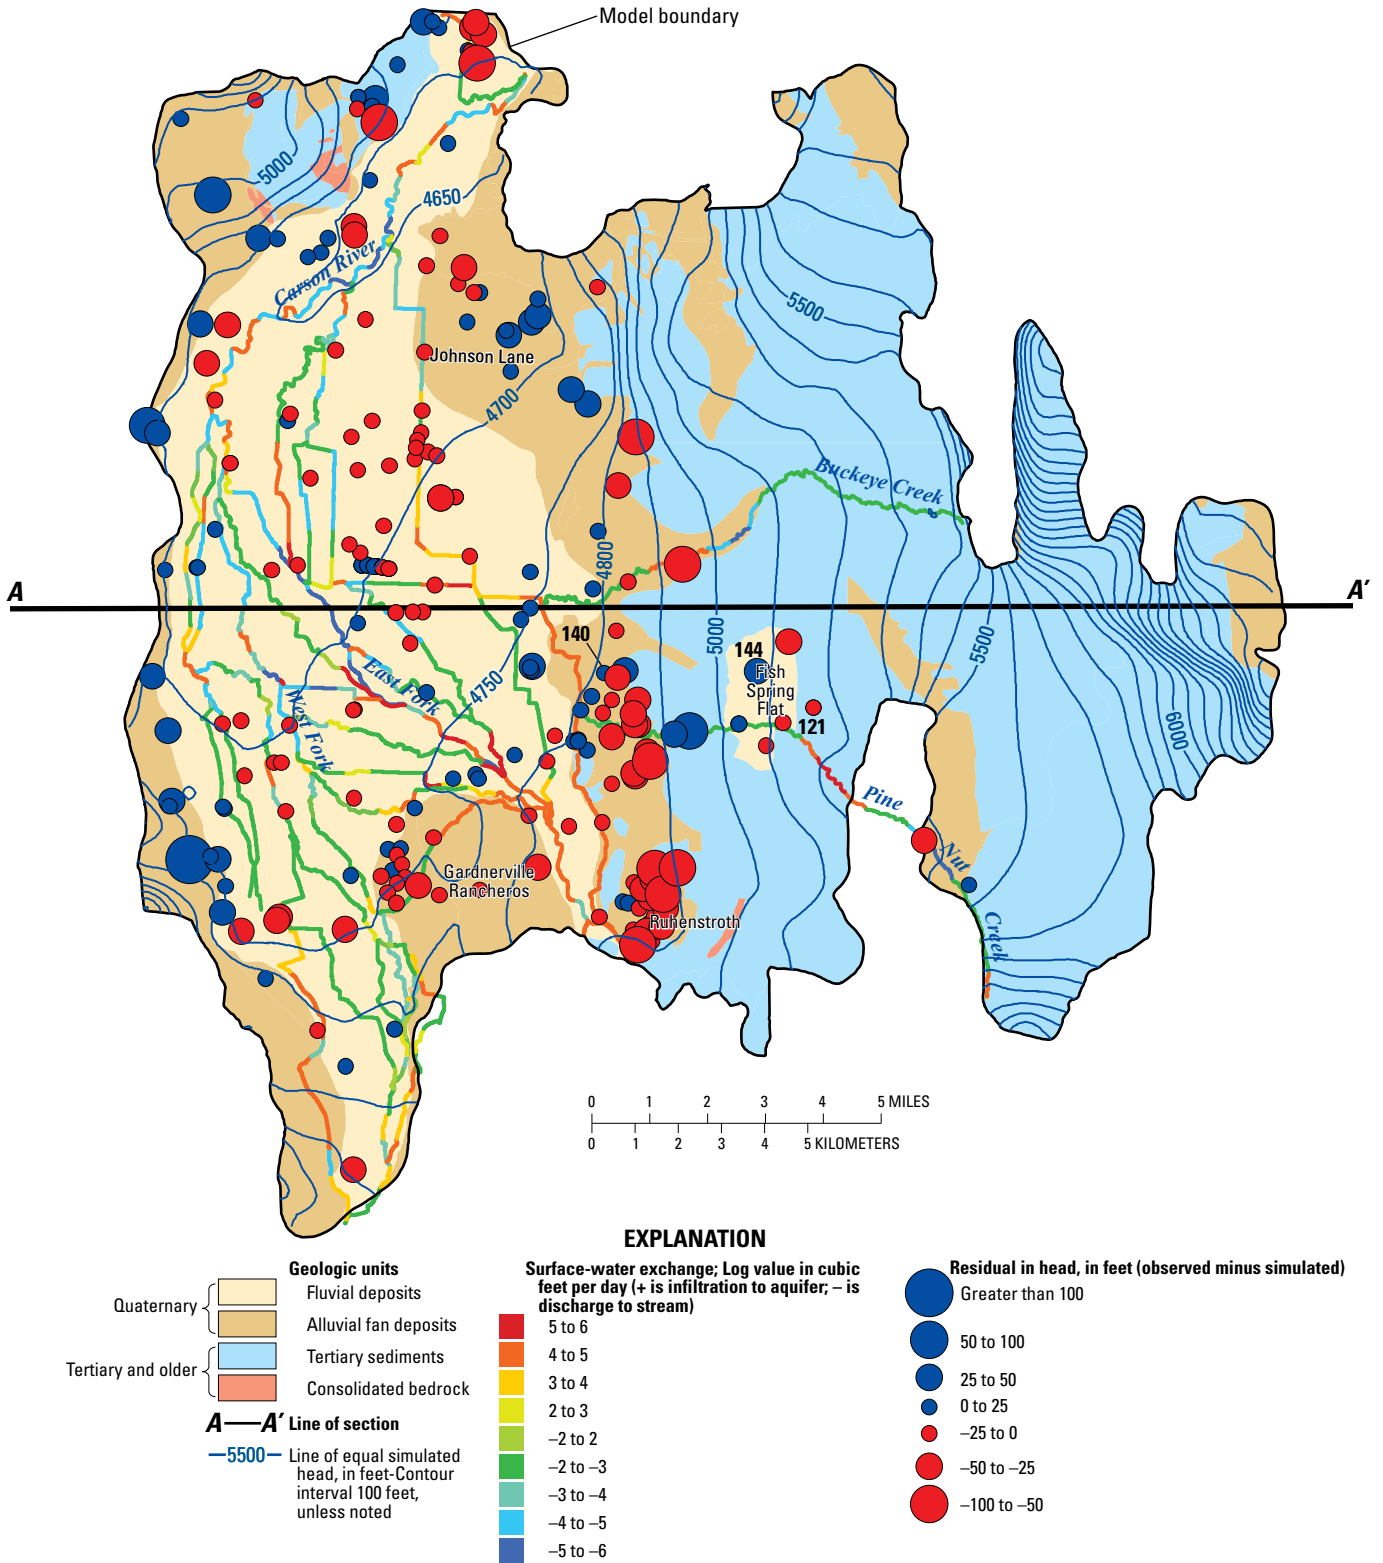 Model boundary
5000
4650
Carson River
5500
Johnson Lane
4700
Buckeye Creek
4800
A
A′
140
144
5000
5500
Fish
Spring
Flat
East Fork
4750
West Fork
121
6000
Pine
Nut
Creek
Gardnerville
Rancheros
Ruhenstroth
0 1 2 3 4 5 MILES
0 1 2 3 4 5 KILOMETERS
EXPLANATION
Geologic units
Quaternary
Fluvial deposits
Alluvial fan deposits
Tertiary and older
Tertiary sediments
Consolidated bedrock
A A′ Line of section
5500 Line of equal simulated
head, in feet-Contour
interval 100 feet,
unless noted
Surface-water exchange; Log value in cubic
feet per day (+ is infiltration to aquifer; – is
discharge to stream)
5 to 6
4 to 5
3 to 4
2 to 3
–2 to 2
–2 to –3
–3 to –4
–4 to –5
–5 to –6
Residual in head, in feet (observed minus simulated)
Greater than 100
50 to 100
25 to 50
0 to 25
–25 to 0
–50 to –25
–100 to –50